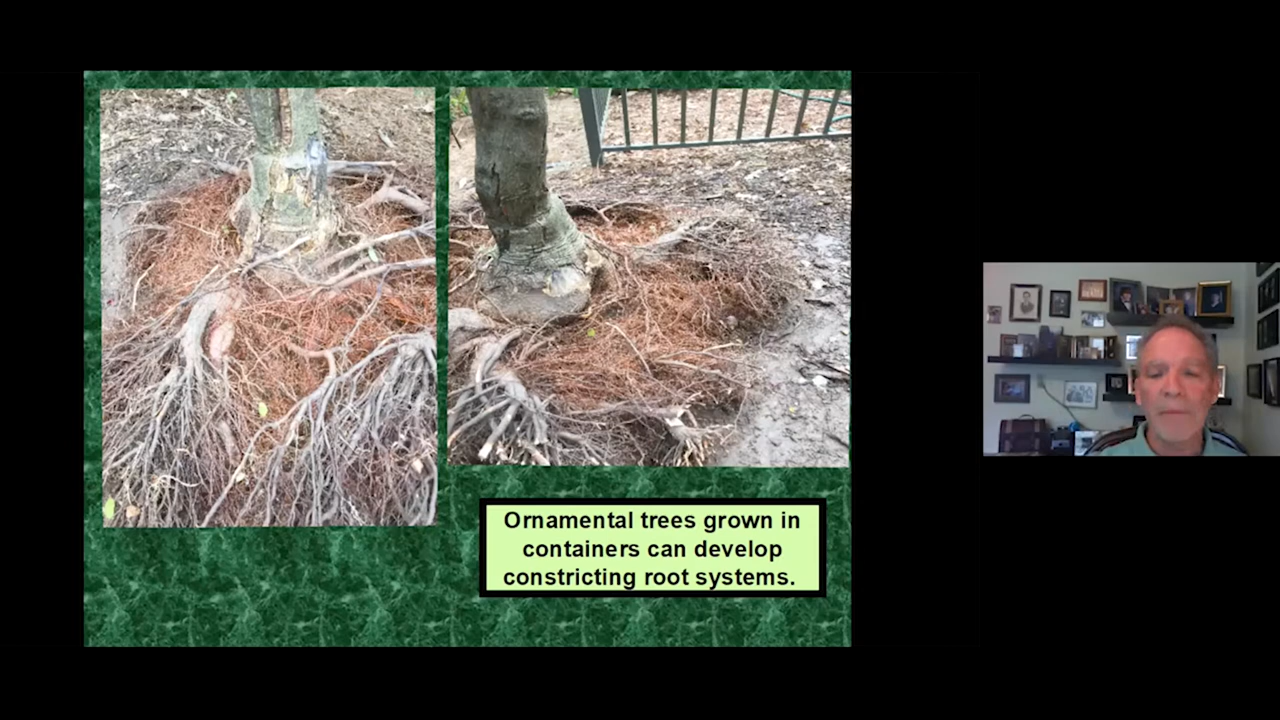 Ornamental trees grown in
containers can develop
constricting root systems.